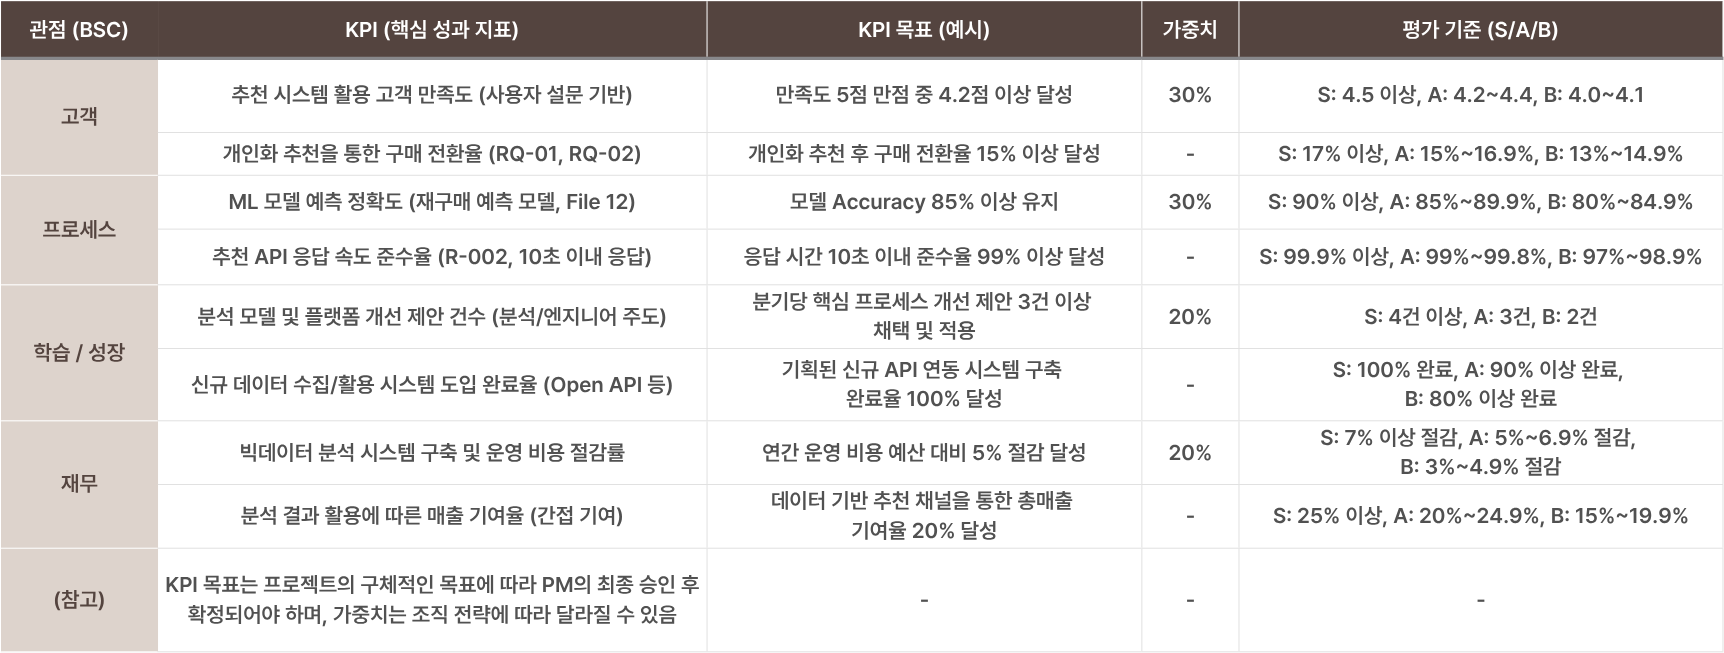 관점 (BSC)
KPI (핵심 성과 지표)
KPI 목표 (예시)
가중치
평가 기준 (S/A/B)
고객
추천 시스템 활용 고객 만족도 (사용자 설문 기반)
만족도 5점 만점 중 4.2점 이상 달성
30%
S: 4.5 이상, A: 4.2~4.4, B: 4.0~4.1
개인화 추천을 통한 구매 전환율 (RQ-01, RQ-02)
개인화 추천 후 구매 전환율 15% 이상 달성
-
S: 17% 이상, A: 15%~16.9%, B: 13%~14.9%
프로세스
ML 모델 예측 정확도 (재구매 예측 모델, File 12)
모델 Accuracy 85% 이상 유지
30%
S: 90% 이상, A: 85%~89.9%, B: 80%~84.9%
추천 API 응답 속도 준수율 (R-002, 10초 이내 응답)
응답 시간 10초 이내 준수율 99% 이상 달성
-
S: 99.9% 이상, A: 99%~99.8%, B: 97%~98.9%
학습 / 성장
분석 모델 및 플랫폼 개선 제안 건수 (분석/엔지니어 주도)
분기당 핵심 프로세스 개선 제안 3건 이상
채택 및 적용
20%
S: 4건 이상, A: 3건, B: 2건
신규 데이터 수집/활용 시스템 도입 완료율 (Open API 등)
기획된 신규 API 연동 시스템 구축
완료율 100% 달성
-
S: 100% 완료, A: 90% 이상 완료,
B: 80% 이상 완료
재무
빅데이터 분석 시스템 구축 및 운영 비용 절감률
연간 운영 비용 예산 대비 5% 절감 달성
20%
S: 7% 이상 절감, A: 5%~6.9% 절감,
B: 3%~4.9% 절감
분석 결과 활용에 따른 매출 기여율 (간접 기여)
데이터 기반 추천 채널을 통한 총매출
기여율 20% 달성
-
S: 25% 이상, A: 20%~24.9%, B: 15%~19.9%
(참고)
KPI 목표는 프로젝트의 구체적인 목표에 따라 PM의 최종 승인 후
확정되어야 하며, 가중치는 조직 전략에 따라 달라질 수 있음
-
-
-